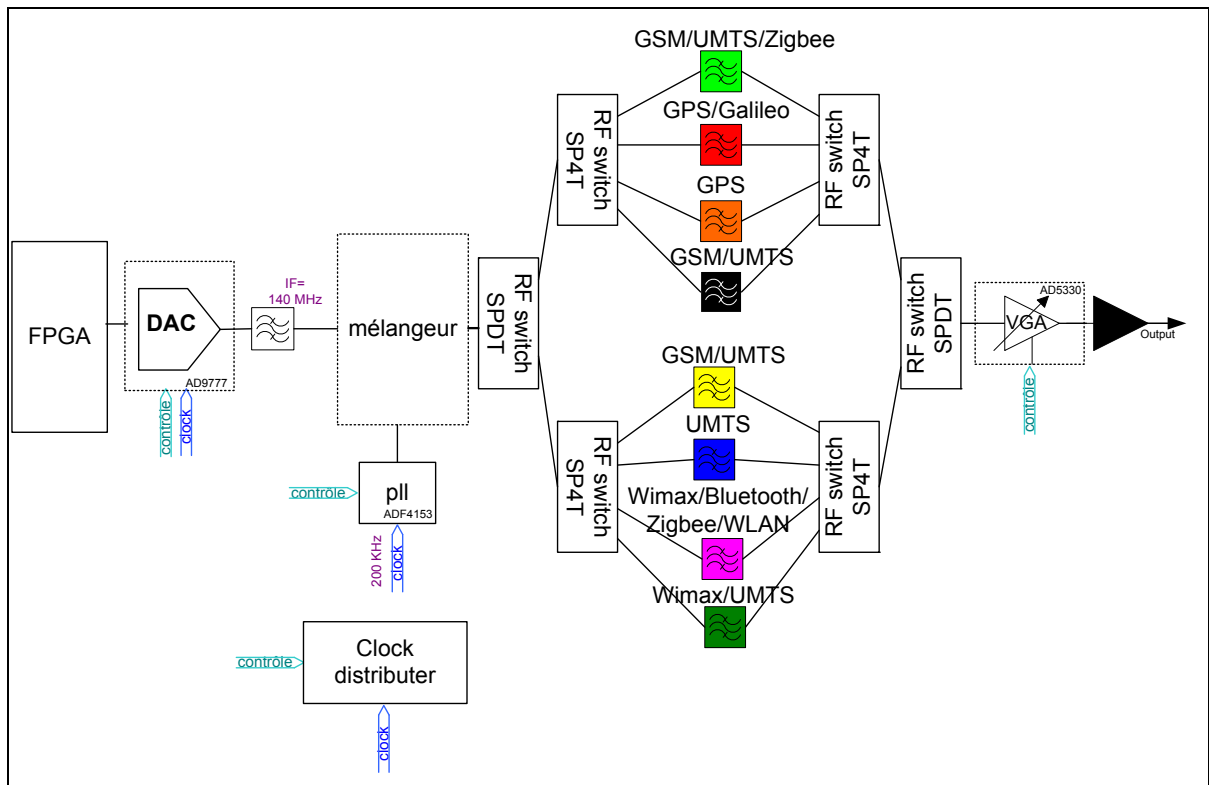 FPGA
DAC
AD9777
contrôle
clock
IF=
140 MHz
mélangeur
pll
ADF4153
contrôle
200 KHz
clock
Clock
distributer
contrôle
clock
RF switch
SPDT
RF switch
SP4T
GSM/UMTS/Zigbee
GPS/Galileo
GPS
GSM/UMTS
RF switch
SP4T
RF switch
SP4T
GSM/UMTS
UMTS
Wimax/Bluetooth/
Zigbee/WLAN
Wimax/UMTS
RF switch
SP4T
RF switch
SPDT
AD5330
VGA
contrôle
Output